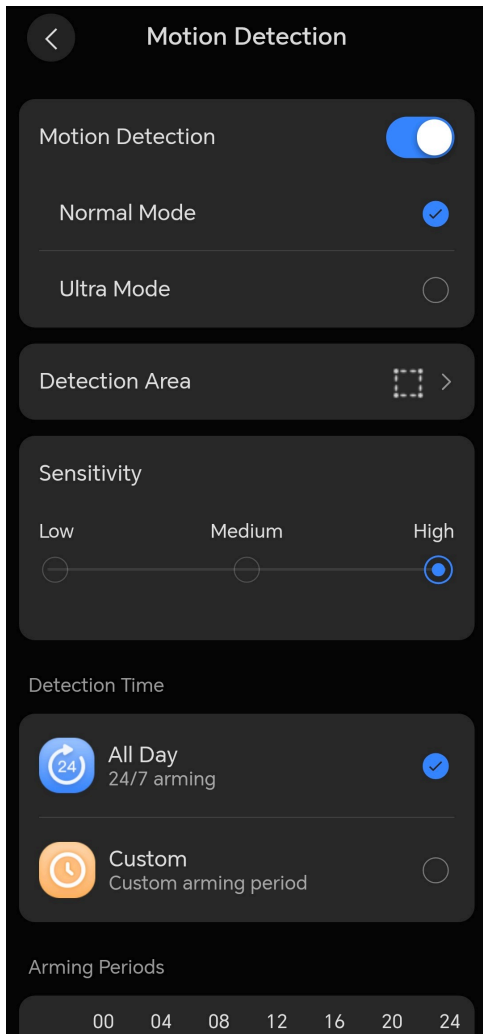 Motion Detection
Motion Detection
Normal Mode
Ultra Mode
Detection Area
Sensitivity
Low Medium High
Detection Time
24
All Day
24/7 arming
Custom
Custom arming period
Arming Periods
00 04 08 12 16 20 24